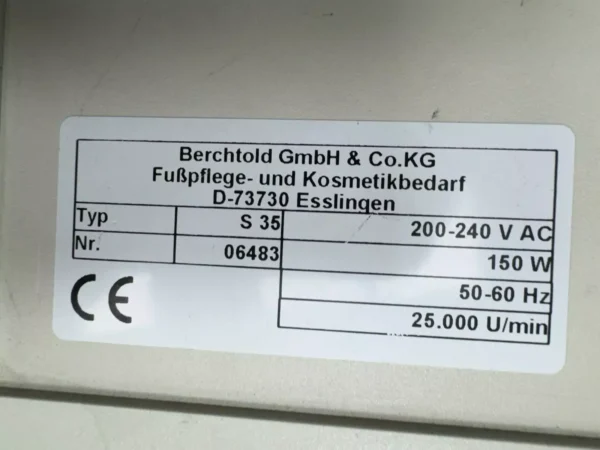 Berchtold GmbH & Co.KG
Fußpflege- und Kosmetikbedarf
D-73730 Esslingen
Typ S 35 200-240 V AC
Nr. 06483 150 W
50-60 Hz
CE 25.000 U/min